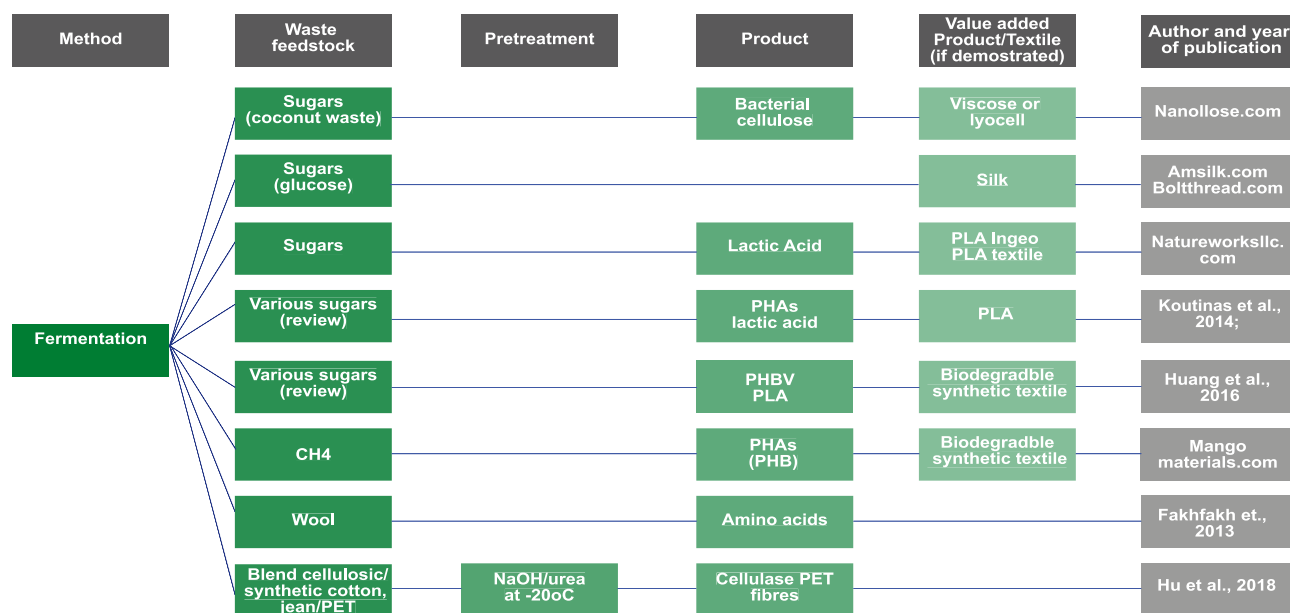 Method
Waste
feedstock
Pretreatment
Product
Value added
Product/Textile
(if demostrated)
Author and year
of publication
Fermentation
Sugars
(coconut waste)
Bacterial
cellulose
Viscose or
lyocell
Nanollose.com
Sugars
(glucose)
Silk
Amsilk.com
Boltthread.com
Sugars
Lactic Acid
PLA Ingeo
PLA textile
Natureworksllc.
com
Various sugars
(review)
PHAs
lactic acid
PLA
Koutinas et al.,
2014;
Various sugars
(review)
PHBV
PLA
Biodegradble
synthetic textile
Huang et al.,
2016
CH4
PHAs
(PHB)
Biodegradble
synthetic textile
Mango
materials.com
Wool
Amino acids
Fakhfakh et.,
2013
Blend cellulosic/
synthetic cotton,
jean/PET
NaOH/urea
at -20oC
Cellulase PET
fibres
Hu et al., 2018